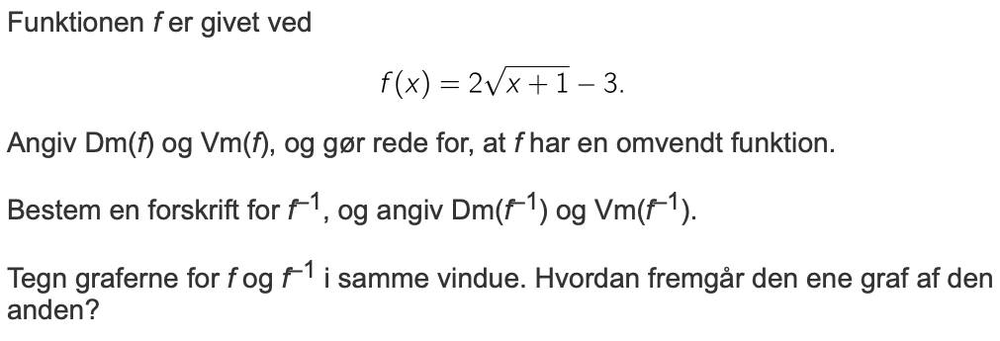 Funktionen f er givet ved
f(x) = 2√(x + 1) − 3.
Angiv Dm(f) og Vm(f), og gør rede for, at f har en omvendt funktion.
Bestem en forskrift for f⁻¹, og angiv Dm(f⁻¹) og Vm(f⁻¹).
Tegn graferne for f og f⁻¹ i samme vindue. Hvordan fremgår den ene graf af den
anden?